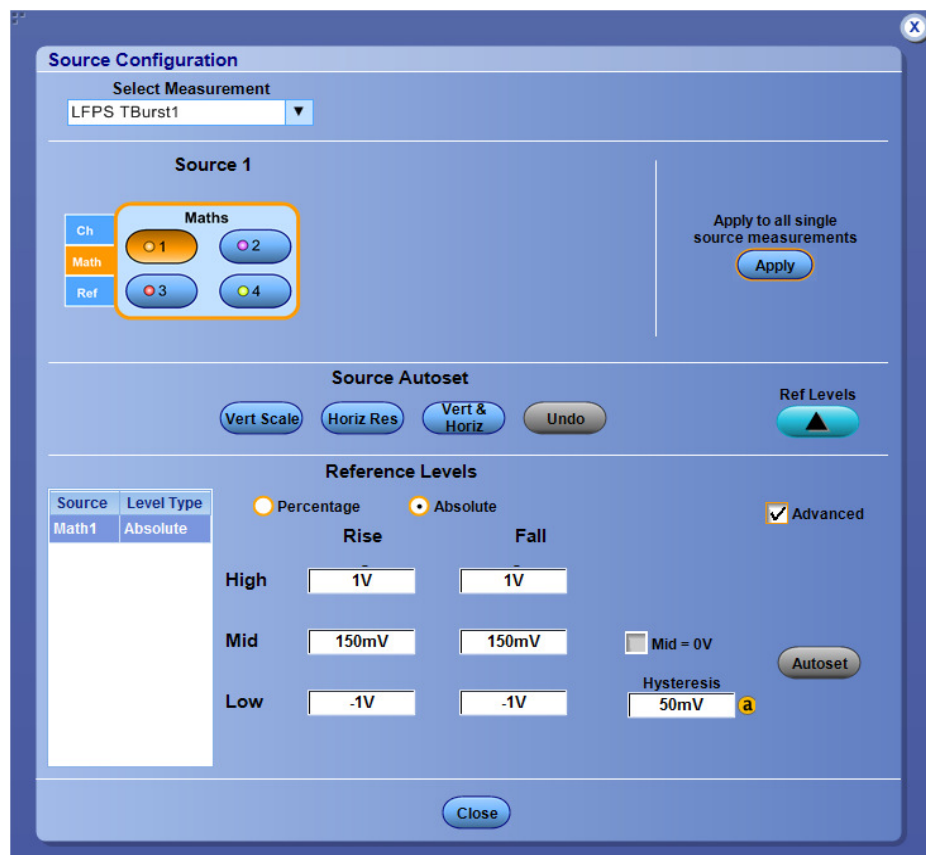 X
Source Configuration
Select Measurement
LFPS TBurst1
Source 1
Ch
Math
Ref
Maths
1
2
3
4
Apply to all single
source measurements
Apply
Source Autoset
Vert Scale
Horiz Res
Vert &
Horiz
Undo
Ref Levels
Reference Levels
Source Level Type
Math1 Absolute
Percentage
Absolute
Advanced
Rise Fall
High 1V 1V
Mid 150mV 150mV
Mid = 0V
Autoset
Low -1V -1V
Hysteresis
50mV a
Close